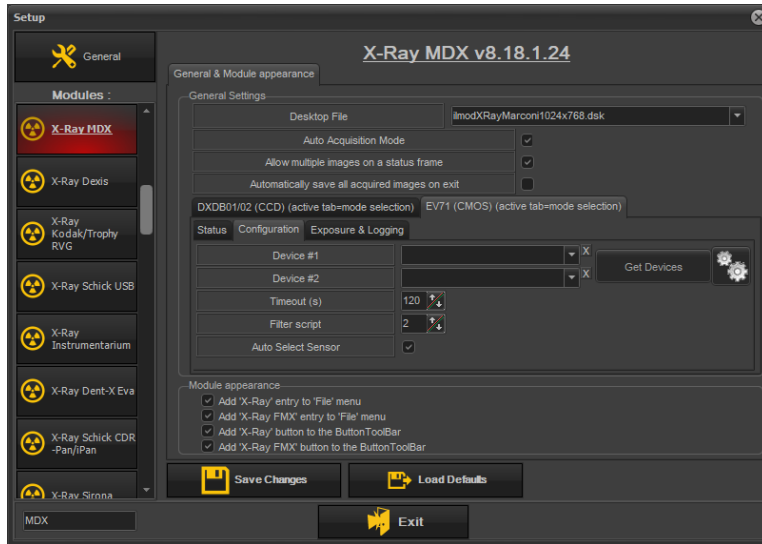 Setup
General
Modules :
X-Ray MDX
X-Ray Dexis
X-Ray
Kodak/Trophy
RVG
X-Ray Schick USB
X-Ray
Instrumentarium
X-Ray Dent-X Eva
X-Ray Schick CDR
-Pan/iPan
X-Ray Sirona
MDX
X-Ray MDX v8.18.1.24
General & Module appearance
General Settings
Desktop File
ilmodXRayMarconi1024x768.dsk
Auto Acquisition Mode
Allow multiple images on a status frame
Automatically save all acquired images on exit
DXDB01/02 (CCD) (active tab=mode selection)
EV71 (CMOS) (active tab=mode selection)
Status
Configuration
Exposure & Logging
Device #1
X
Device #2
X
Get Devices
Timeout (s)
120
Filter script
2
Auto Select Sensor
Module appearance
Add 'X-Ray' entry to 'File' menu
Add 'X-Ray FMX' entry to 'File' menu
Add 'X-Ray' button to the ButtonToolBar
Add 'X-Ray FMX' button to the ButtonToolBar
Save Changes
Load Defaults
Exit